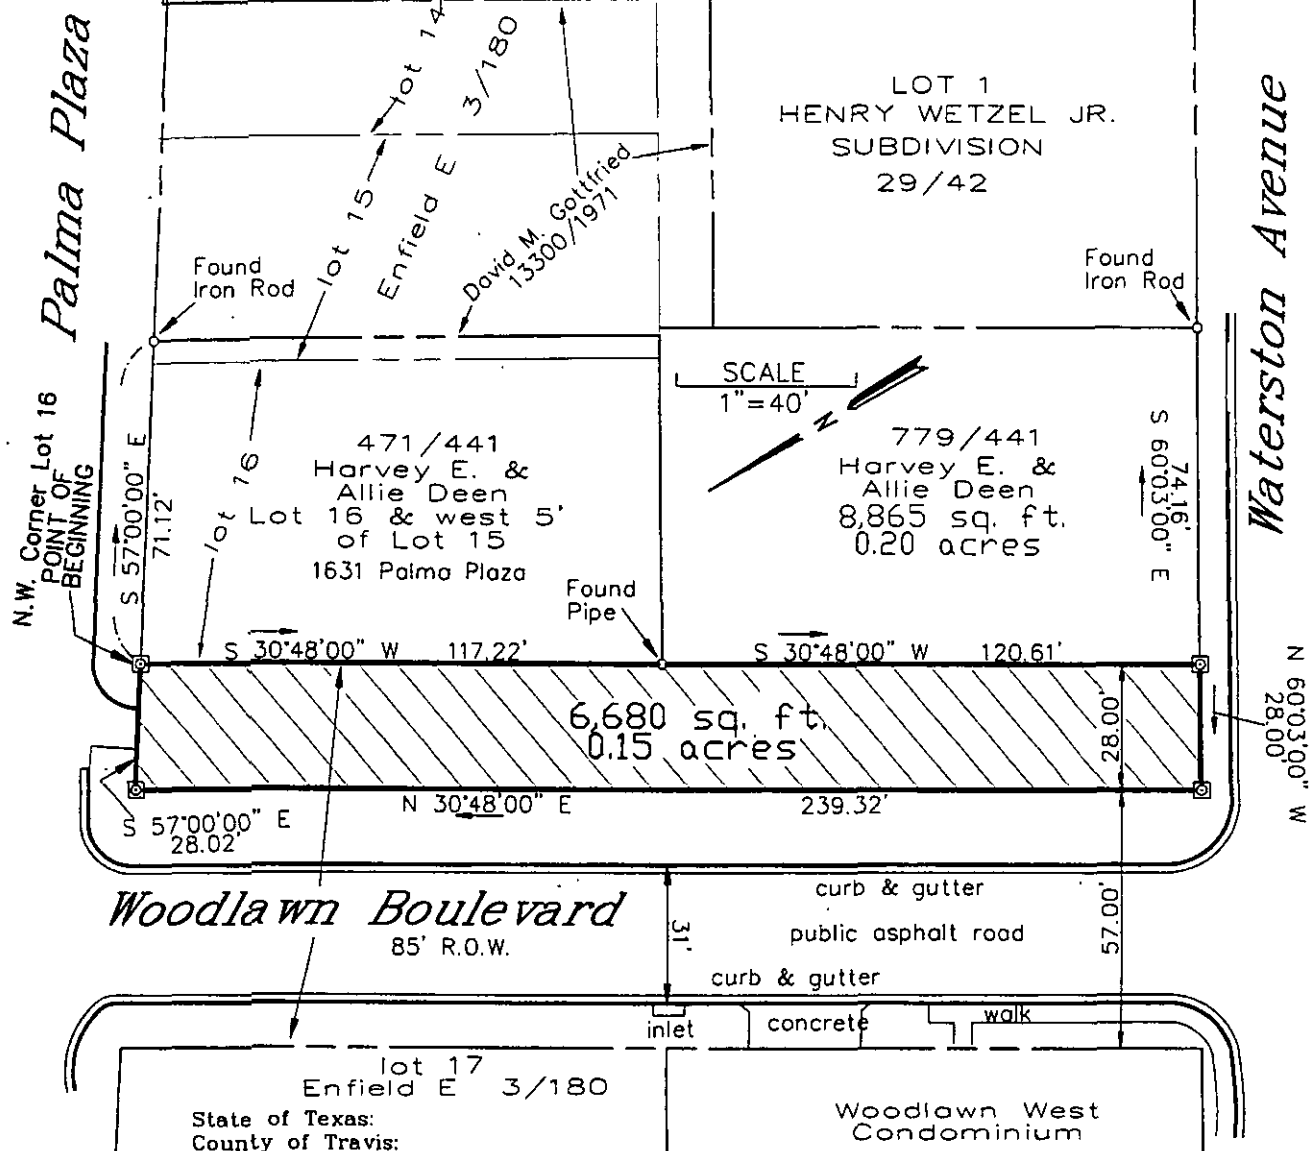 Palma Plaza
lot 14
3/180
lot 15
Enfield E
David M. Gottfried
13300/1971
LOT 1
HENRY WETZEL JR.
SUBDIVISION
29/42
Waterston Avenue
Found
Iron Rod
Found
Iron Rod
SCALE
1"=40'
N
N.W. Corner Lot 16
POINT OF
BEGINNING
S 57°00'00" E
71.12'
lot 16
471/441
Harvey E. &
Allie Deen
Lot 16 & west 5'
of Lot 15
1631 Palma Plaza
779/441
Harvey E. &
Allie Deen
8,865 sq. ft.
0.20 acres
74.16'
S 60°03'00" E
Found
Pipe
S 30°48'00" W 117.22'
S 30°48'00" W 120.61'
6,680 sq. ft.
0.15 acres
28.00'
N 60°03'00" W
28.00'
S 57°00'00" E
28.02'
N 30°48'00" E 239.32'
Woodlawn Boulevard
85' R.O.W.
31'
curb & gutter
public asphalt road
57.00'
curb & gutter
inlet
concrete
walk
lot 17
Enfield E 3/180
State of Texas:
County of Travis:
Woodlawn West
Condominium